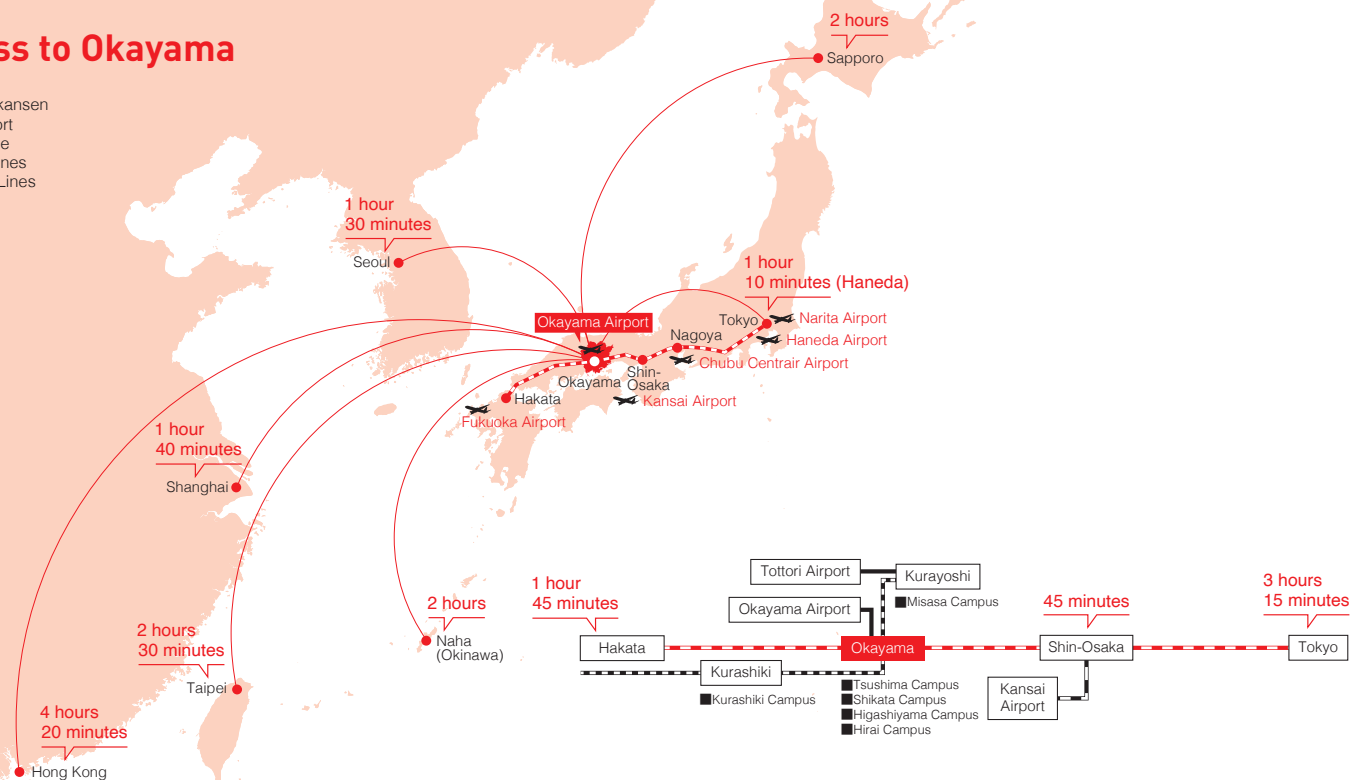 ss to Okayama
kansen
ort
e
nes
Lines
2 hours
Sapporo
1 hour
30 minutes
Seoul
1 hour
10 minutes (Haneda)
Okayama Airport
Tokyo
Narita Airport
Nagoya
Haneda Airport
Chubu Centrair Airport
Shin-
Osaka
Okayama
Kansai Airport
Hakata
Fukuoka Airport
1 hour
40 minutes
Shanghai
2 hours
Naha
(Okinawa)
2 hours
30 minutes
Taipei
4 hours
20 minutes
Hong Kong
Tottori Airport
Kurayoshi
Misasa Campus
Okayama Airport
1 hour
45 minutes
45 minutes
3 hours
15 minutes
Hakata
Okayama
Shin-Osaka
Tokyo
Kurashiki
Kurashiki Campus
Tsushima Campus
Shikata Campus
Higashiyama Campus
Hirai Campus
Kansai
Airport